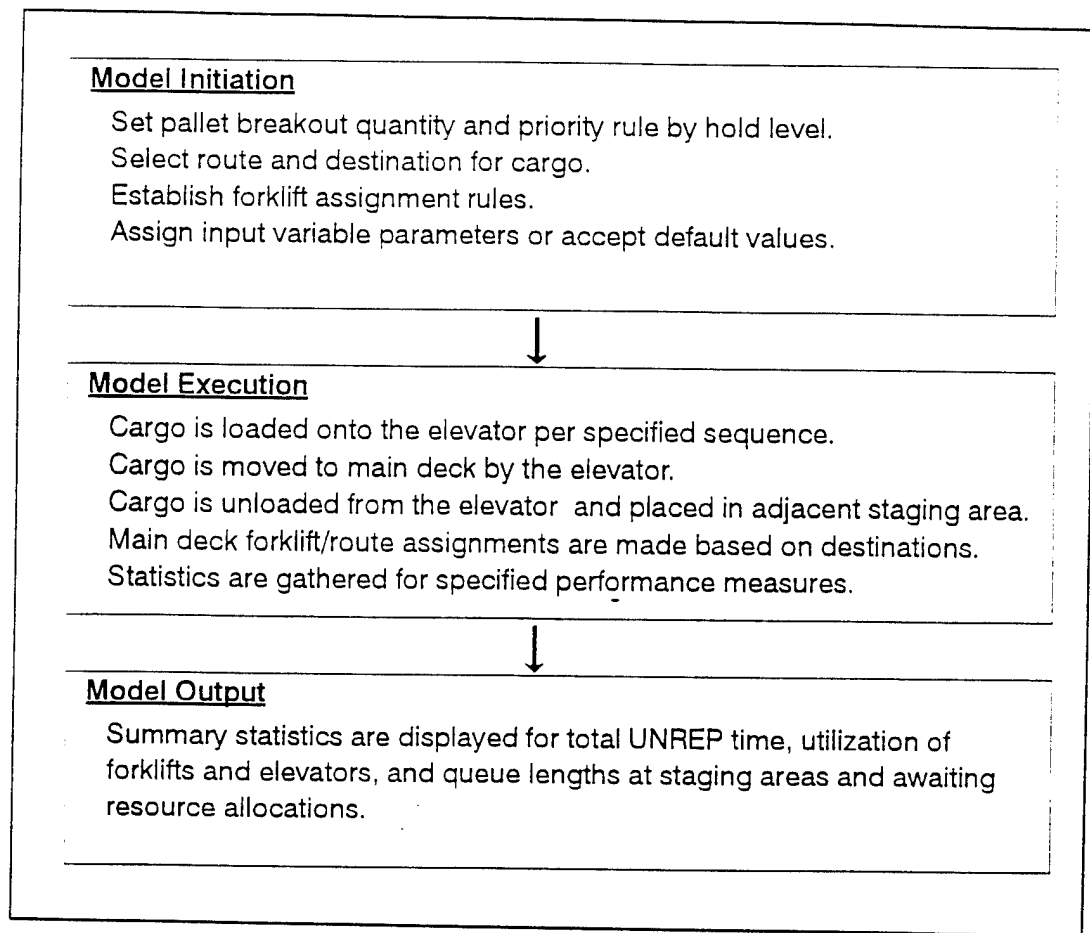 Model Initiation
Set pallet breakout quantity and priority rule by hold level.
Select route and destination for cargo.
Establish forklift assignment rules.
Assign input variable parameters or accept default values.
Model Execution
Cargo is loaded onto the elevator per specified sequence.
Cargo is moved to main deck by the elevator.
Cargo is unloaded from the elevator and placed in adjacent staging area.
Main deck forklift/route assignments are made based on destinations.
Statistics are gathered for specified performance measures.
Model Output
Summary statistics are displayed for total UNREP time, utilization of
forklifts and elevators, and queue lengths at staging areas and awaiting
resource allocations.